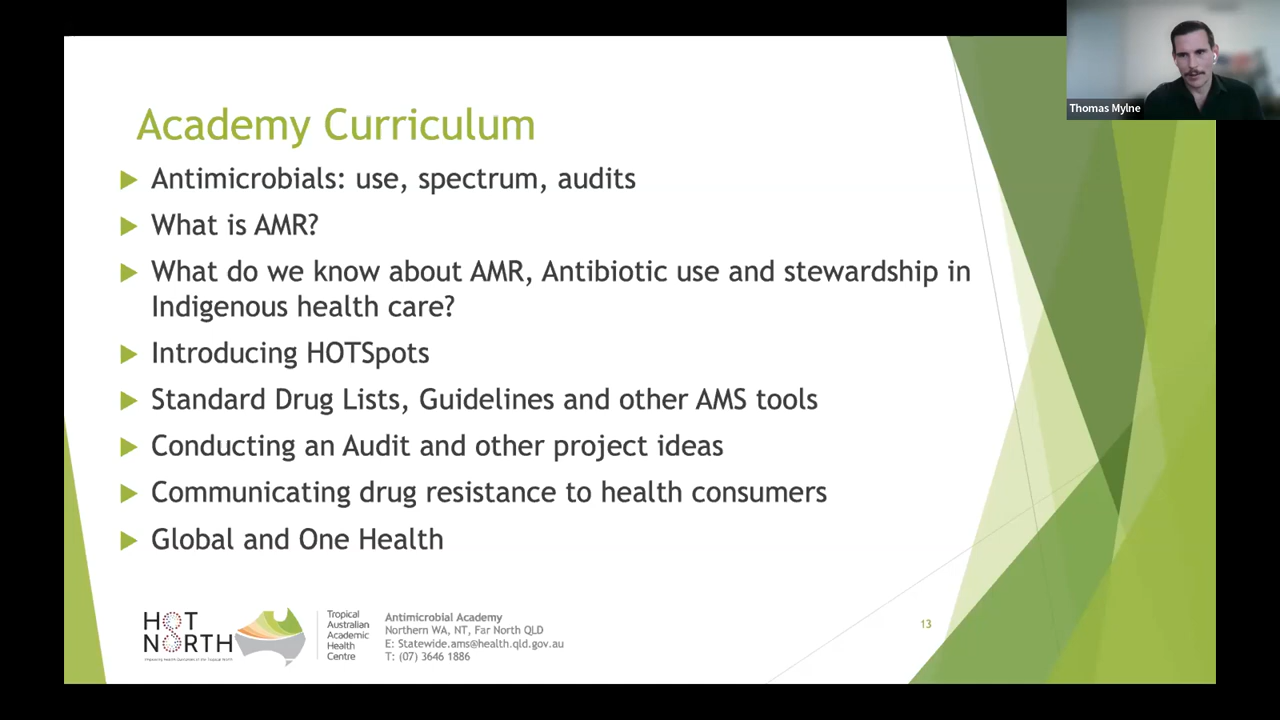 Thomas Mylne
Academy Curriculum
Antimicrobials: use, spectrum, audits
What is AMR?
What do we know about AMR, Antibiotic use and stewardship in
Indigenous health care?
Introducing HOTSpots
Standard Drug Lists, Guidelines and other AMS tools
Conducting an Audit and other project ideas
Communicating drug resistance to health consumers
Global and One Health
HOT
NORTH
Tropical
Australian
Academic
Health
Centre
Antimicrobial Academy
Northern WA, NT, Far North QLD
E: Statewide.ams@health.qld.gov.au
T: (07) 3646 1886
13